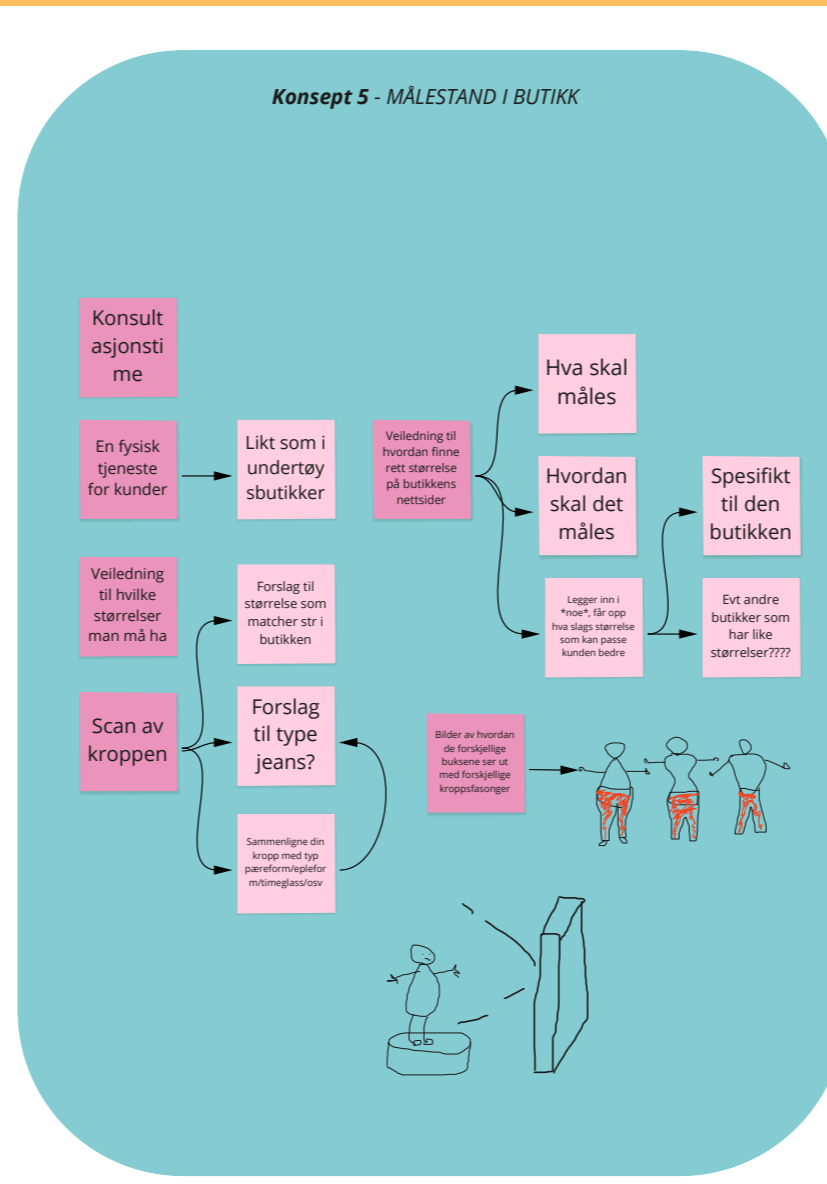 Konsept 5 - MÅLESTAND I BUTIKK
Konsult
asjonsti
me
En fysisk
tjeneste
for kunder
Likt som i
undertøy
sbutikker
Veiledning
til hvilke
størrelser
man må ha
Forslag til
størrelse som
matcher str i
butikken
Scan av
kroppen
Forslag
til type
jeans?
Sammenligne din
kropp med typ
pæreform/eplefor
m/timeglass/osv
Veiledning til
hvordan finne
rett størrelse
på butikkens
nettsider
Hva skal
måles
Hvordan
skal det
måles
Legger inn i
*noe*, får opp
hva slags størrelse
som kan passe
kunden bedre
Spesifikt
til den
butikken
Evt andre
butikker som
har like
størrelser????
Bilder av hvordan
de forskjellige
buksene ser ut
med forskjellige
kroppsfasonger